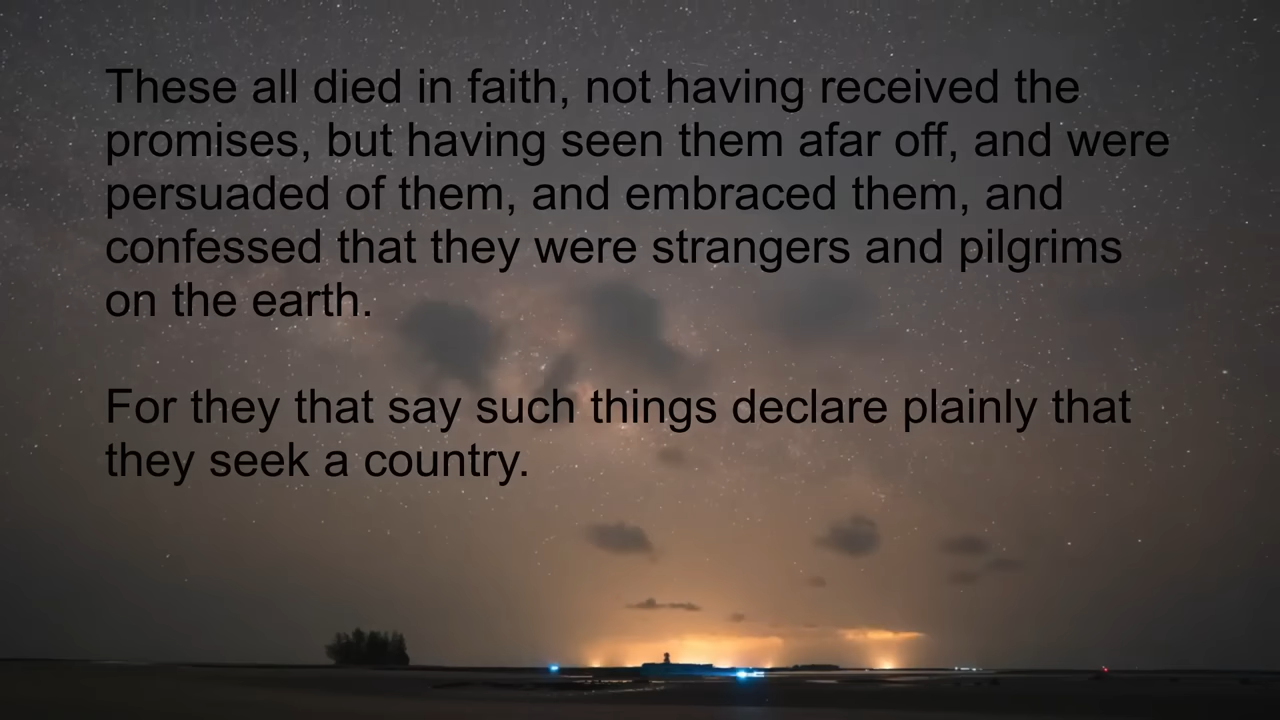 These all died in faith, not having received the
promises, but having seen them afar off, and were
persuaded of them, and embraced them, and
confessed that they were strangers and pilgrims
on the earth.
For they that say such things declare plainly that
they seek a country.